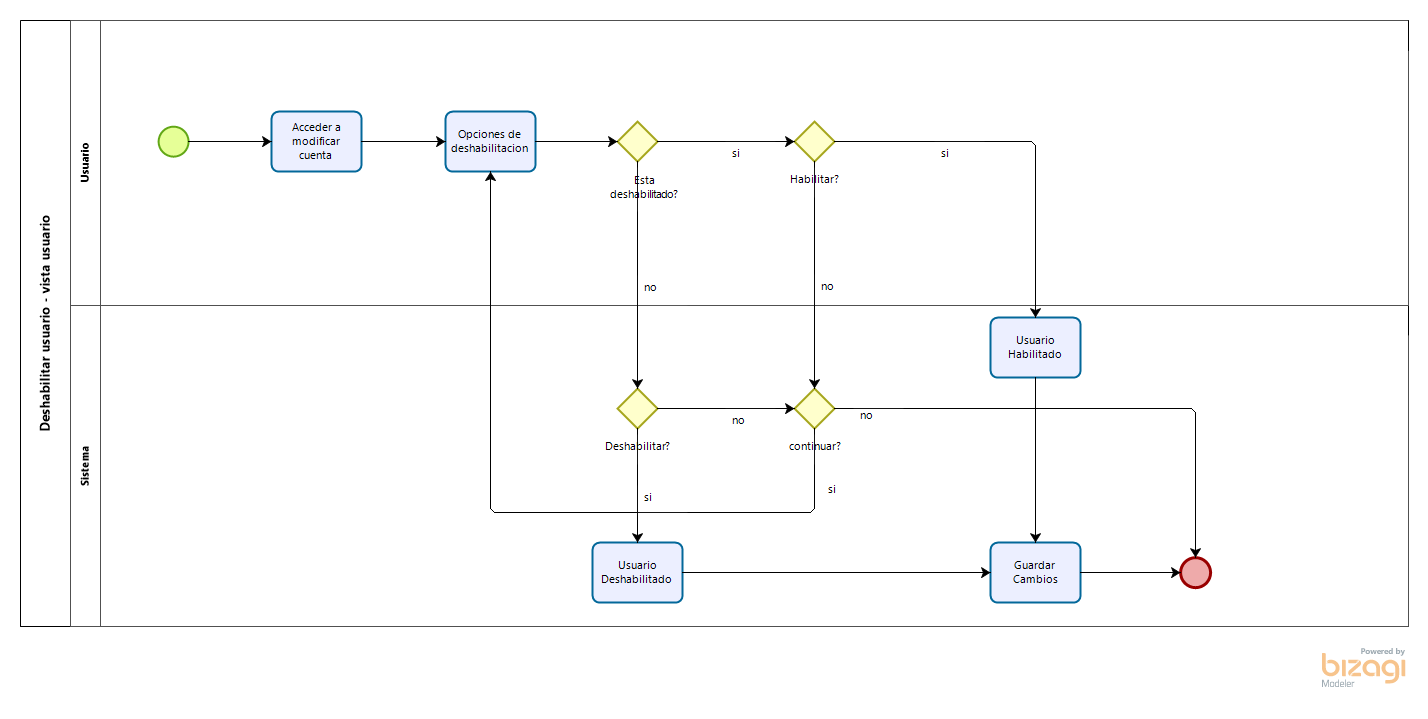 Deshabilitar usuario - vista usuario
Usuario
Acceder a
modificar
cuenta
Opciones de
deshabilitacion
si
si
Esta
deshabilitado?
Habilitar?
no
no
Sistema
Usuario
Habilitado
no
no
Deshabilitar?
continuar?
si
si
Usuario
Deshabilitado
Guardar
Cambios
Powered by
bizagi
Modeler